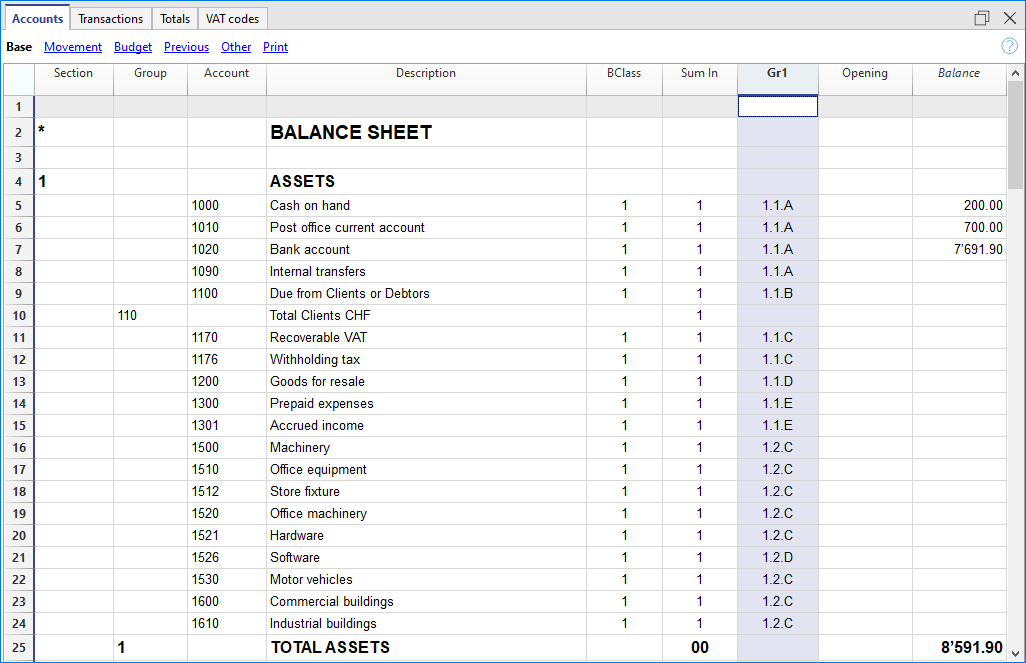 Accounts Transactions Totals VAT codes
Base Movement Budget Previous Other Print ?
Section Group Account Description BClass Sum In Gr1 Opening Balance
1
2 * BALANCE SHEET
3
4 1 ASSETS
5 1000 Cash on hand 1 1 1.1.A 200.00
6 1010 Post office current account 1 1 1.1.A 700.00
7 1020 Bank account 1 1 1.1.A 7'691.90
8 1090 Internal transfers 1 1 1.1.A
9 1100 Due from Clients or Debtors 1 1 1.1.B
10 110 Total Clients CHF 1
11 1170 Recoverable VAT 1 1 1.1.C
12 1176 Withholding tax 1 1 1.1.C
13 1200 Goods for resale 1 1 1.1.D
14 1300 Prepaid expenses 1 1 1.1.E
15 1301 Accrued income 1 1 1.1.E
16 1500 Machinery 1 1 1.2.C
17 1510 Office equipment 1 1 1.2.C
18 1512 Store fixture 1 1 1.2.C
19 1520 Office machinery 1 1 1.2.C
20 1521 Hardware 1 1 1.2.C
21 1526 Software 1 1 1.2.D
22 1530 Motor vehicles 1 1 1.2.C
23 1600 Commercial buildings 1 1 1.2.C
24 1610 Industrial buildings 1 1 1.2.C
25 1 TOTAL ASSETS 00 8'591.90